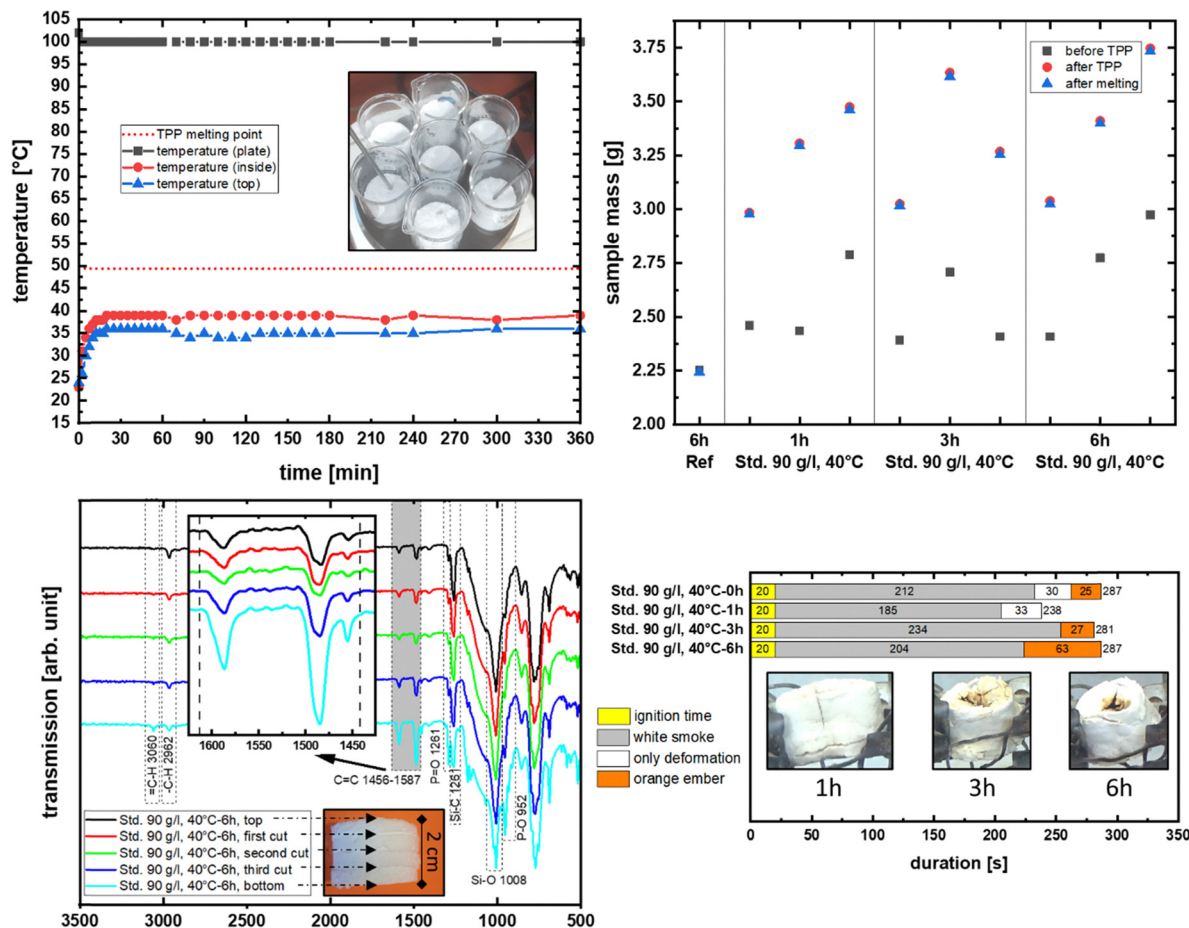 105
100
95
90
85
80
75
70
65
60
55
50
45
40
35
30
25
20
15
temperature [°C]
TPP melting point
temperature (plate)
temperature (inside)
temperature (top)
0 30 60 90 120 150 180 210 240 270 300 330 360
time [min]
3.75
3.50
3.25
3.00
2.75
2.50
2.25
2.00
sample mass [g]
before TPP
after TPP
after melting
6h 1h 3h 6h
Ref Std. 90 g/l, 40°C Std. 90 g/l, 40°C Std. 90 g/l, 40°C
transmission [arb. unit]
1600 1550 1500 1450
=C-H 3060
-C-H 2962
C=C 1456-1587
P=O 1261
Si-C 1261
P-O 952
Si-O 1008
Std. 90 g/l, 40°C-6h, top
Std. 90 g/l, 40°C-6h, first cut
Std. 90 g/l, 40°C-6h, second cut
Std. 90 g/l, 40°C-6h, third cut
Std. 90 g/l, 40°C-6h, bottom
2 cm
3500 3000 2500 2000 1500 1000 500
Std. 90 g/l, 40°C-0h 20 212 30 25 287
Std. 90 g/l, 40°C-1h 20 185 33 238
Std. 90 g/l, 40°C-3h 20 234 27 281
Std. 90 g/l, 40°C-6h 20 204 63 287
ignition time
white smoke
only deformation
orange ember
1h 3h 6h
0 50 100 150 200 250 300 350
duration [s]